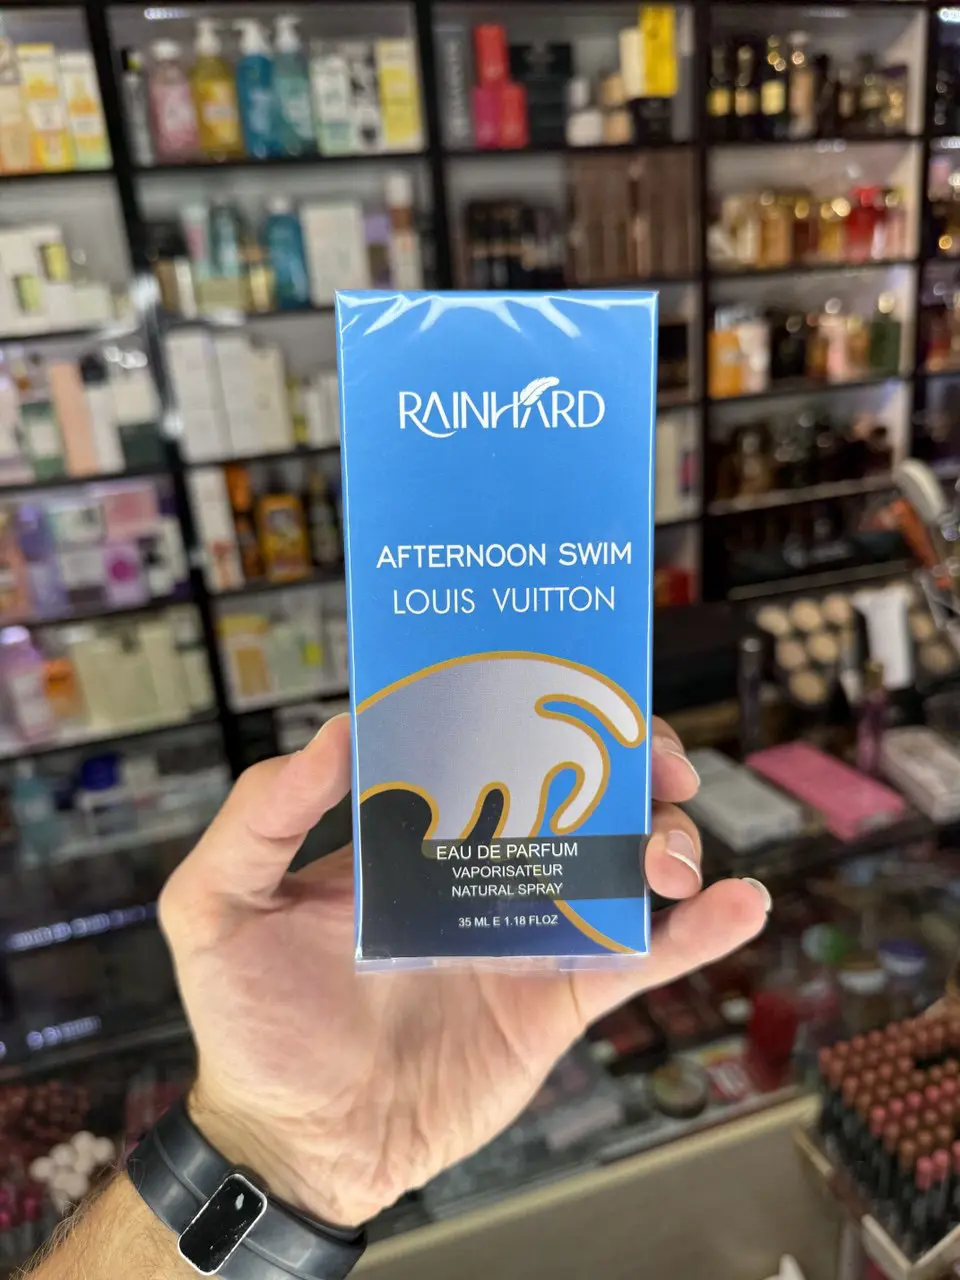 RAINHARD
AFTERNOON SWIM
LOUIS VUITTON
EAU DE PARFUM
VAPORISATEUR
NATURAL SPRAY
35 ML E 1.18 FLOZ